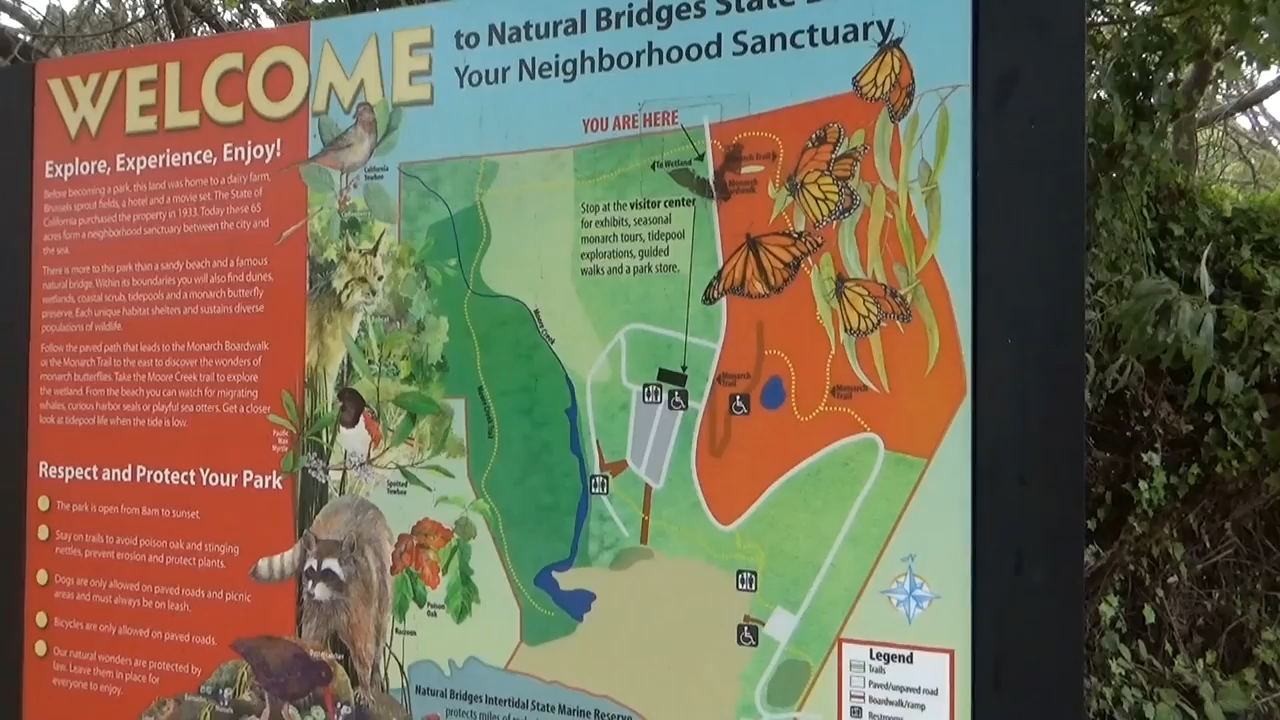 WELCOME
to Natural Bridges State
Your Neighborhood Sanctuary
Explore, Experience, Enjoy!
Before becoming a park, this land was home to a dairy farm,
Brussels sprout fields, a hotel and a movie set. The State of
California purchased the property in 1933. Today these 65
acres form a neighborhood sanctuary between the city and
the sea.
There is more to this park than a sandy beach and a famous
natural bridge. Within its boundaries you will also find dunes,
wetlands, coastal scrub, tidepools and a monarch butterfly
preserve. Each unique habitat shelters and sustains diverse
populations of wildlife.
Follow the paved path that leads to the Monarch Boardwalk
or the Monarch Trail to the east to discover the wonders of
monarch butterflies. Take the Moore Creek trail to explore
the wetland. From the beach you can watch for migrating
whales, curious harbor seals or playful sea otters. Get a closer
look at tidepool life when the tide is low.
Respect and Protect Your Park
The park is open from 8am to sunset.
Stay on trails to avoid poison oak and stinging
nettles, prevent erosion and protect plants.
Dogs are only allowed on paved roads and picnic
areas and must always be on leash.
Bicycles are only allowed on paved roads.
Our natural wonders are protected by
law. Leave them in place for
everyone to enjoy.
California
Towhee
Pacific
Wax
Myrtle
Spotted
Towhee
Poison
Oak
Raccoon
YOU ARE HERE
To Wetland
Monarch Trail
Monarch
Stop at the visitor center
for exhibits, seasonal
monarch tours, tidepool
explorations, guided
walks and a park store.
Moore Creek
Monarch
Trail
Monarch
Trail
Natural Bridges Intertidal State Marine Reserve
protects miles of
Legend
Trails
Paved/unpaved road
Boardwalk/ramp
Restrooms